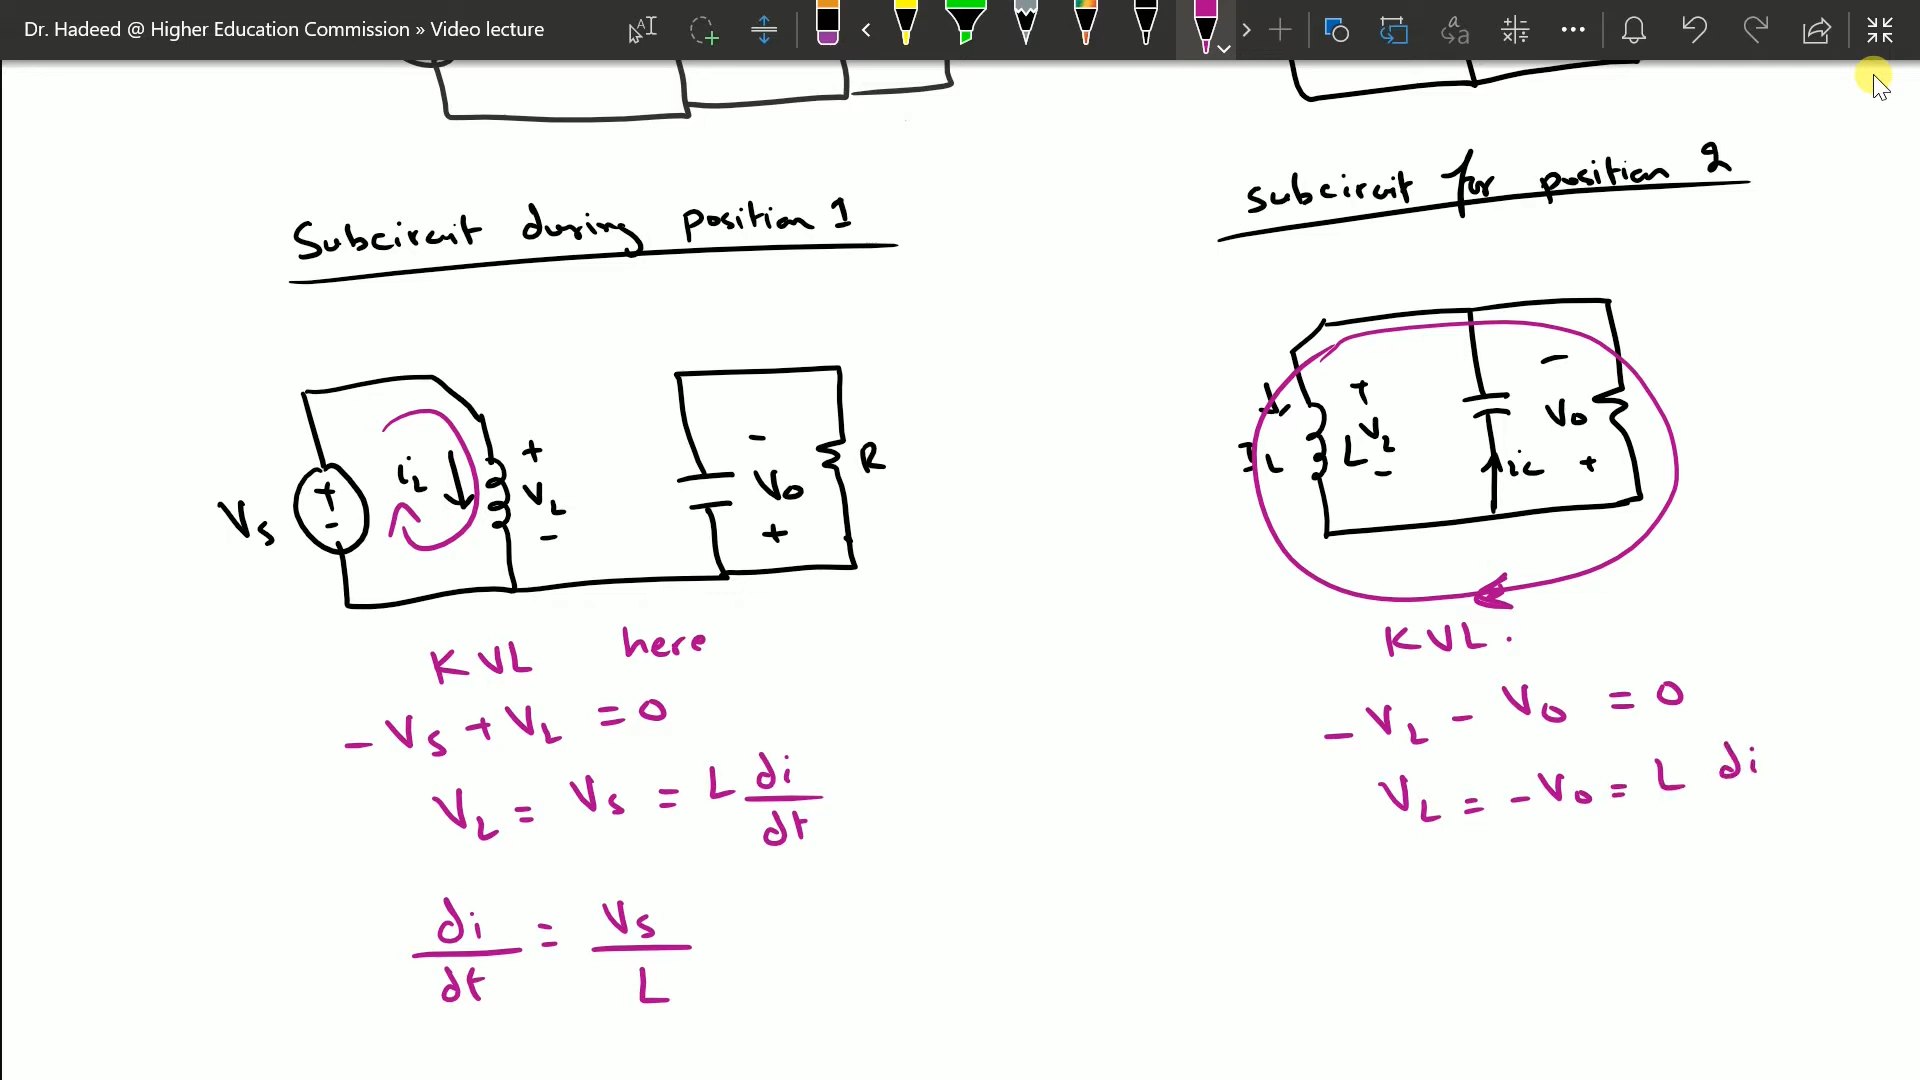 Dr. Hadeed @ Higher Education Commission » Video lecture
Subcircuit during position 1
+
-
Vs
iL
+
VL
-
-
Vo
+
R
KVL here
- Vs + VL = 0
VL = Vs = L di/dt
di/dt = Vs/L
subcircuit for position 2
IL
L
+
VL
-
ic
-
Vo
+
KVL.
- VL - Vo = 0
VL = - Vo = L di